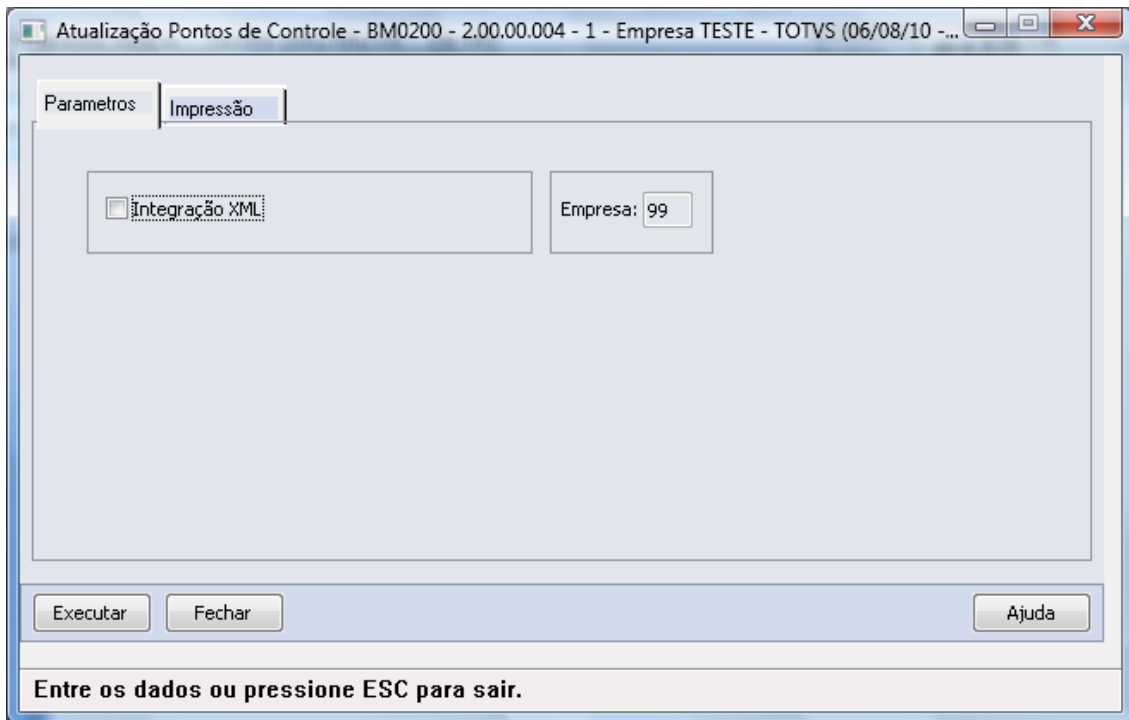 Atualização Pontos de Controle - BM0200 - 2.00.00.004 - 1 - Empresa TESTE - TOTVS (06/08/10 -...
Parametros Impressão
Integração XML Empresa: 99
Executar Fechar Ajuda
Entre os dados ou pressione ESC para sair.